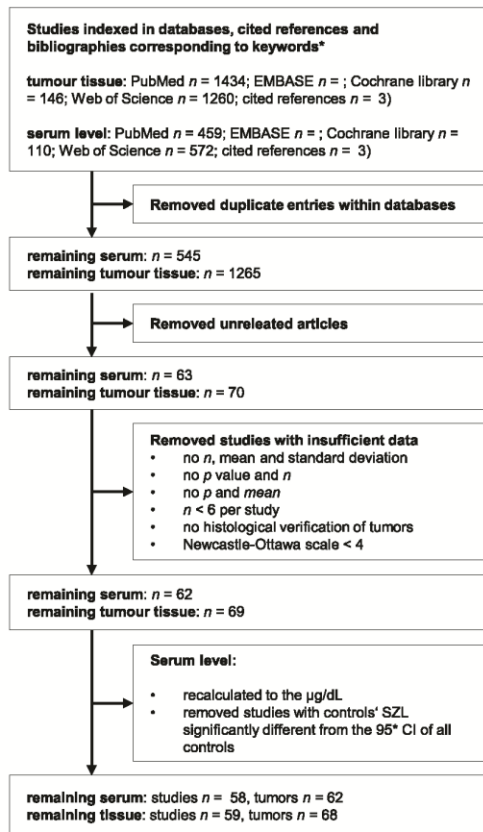 Studies indexed in databases, cited references and
bibliographies corresponding to keywords*
tumour tissue: PubMed n = 1434; EMBASE n = ; Cochrane library n
= 146; Web of Science n = 1260; cited references n = 3)
serum level: PubMed n = 459; EMBASE n = ; Cochrane library n =
110; Web of Science n = 572; cited references n = 3)
Removed duplicate entries within databases
remaining serum: n = 545
remaining tumour tissue: n = 1265
Removed unreleated articles
remaining serum: n = 63
remaining tumour tissue: n = 70
Removed studies with insufficient data
• no n, mean and standard deviation
• no p value and n
• no p and mean
• n < 6 per study
• no histological verification of tumors
• Newcastle-Ottawa scale < 4
remaining serum: n = 62
remaining tumour tissue: n = 69
Serum level:
• recalculated to the µg/dL
• removed studies with controls‘ SZL
significantly different from the 95* CI of all
controls
remaining serum: studies n = 58, tumors n = 62
remaining tissue: studies n = 59, tumors n = 68